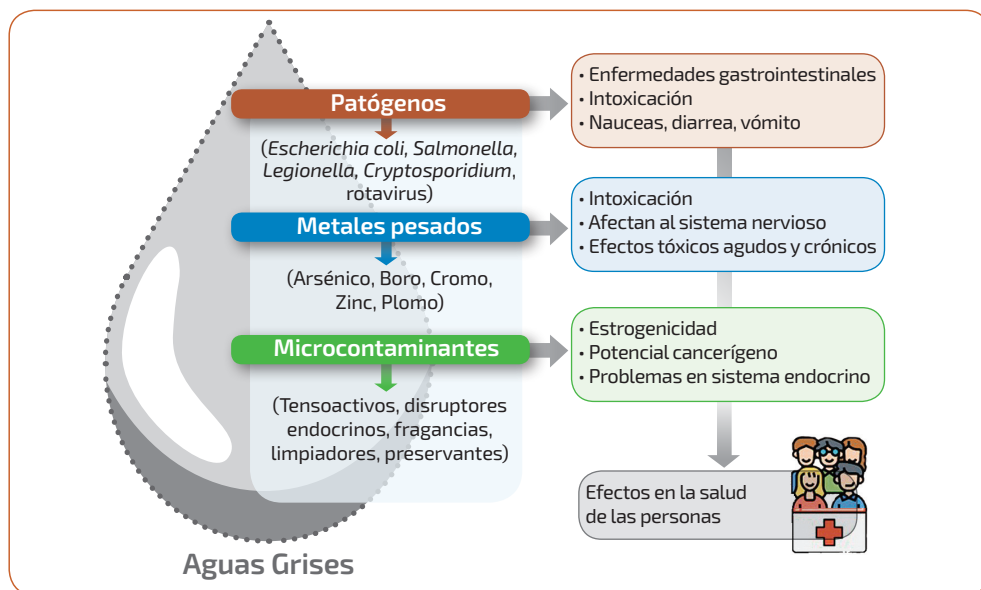 Patógenos
(Escherichia coli, Salmonella,
Legionella, Cryptosporidium,
rotavirus)
• Enfermedades gastrointestinales
• Intoxicación
• Nauceas, diarrea, vómito
Metales pesados
(Arsénico, Boro, Cromo,
Zinc, Plomo)
• Intoxicación
• Afectan al sistema nervioso
• Efectos tóxicos agudos y crónicos
Microcontaminantes
(Tensoactivos, disruptores
endocrinos, fragancias,
limpiadores, preservantes)
• Estrogenicidad
• Potencial cancerígeno
• Problemas en sistema endocrino
Efectos en la salud
de las personas
Aguas Grises